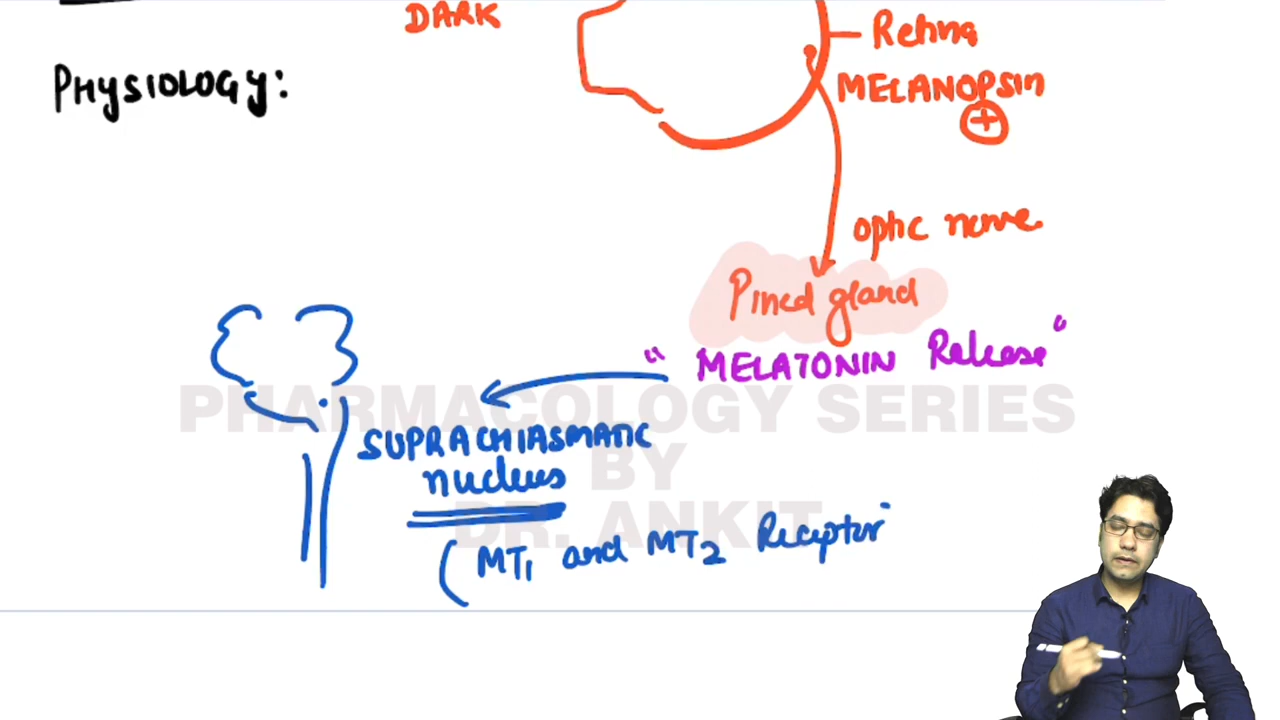 DARK
Retina
PHYSIOLOGY:
MELANOPSIN
+
optic nerve
Pineal gland
" MELATONIN Release "
PHARMACOLOGY SERIES
SUPRACHIASMATIC
nucleus
BY
DR. ANKIT
( MT1 and MT2 Receptor